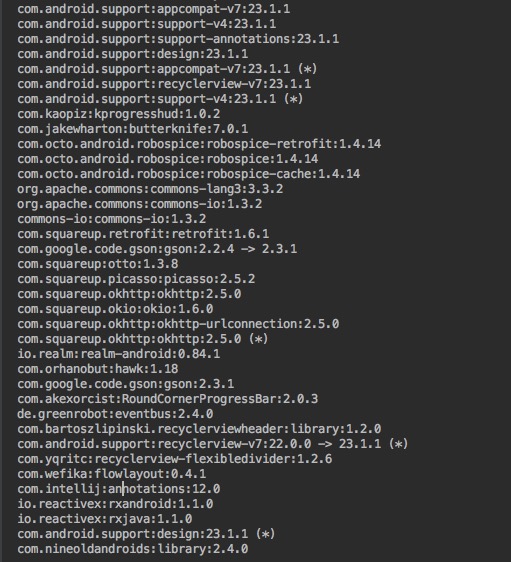 com.android.support:appcompat-v7:23.1.1
com.android.support:support-v4:23.1.1
com.android.support:support-annotations:23.1.1
com.android.support:design:23.1.1
com.android.support:appcompat-v7:23.1.1 (*)
com.android.support:recyclerview-v7:23.1.1
com.android.support:support-v4:23.1.1 (*)
com.kaopiz:kprogresshud:1.0.2
com.jakewharton:butterknife:7.0.1
com.octo.android.robospice:robospice-retrofit:1.4.14
com.octo.android.robospice:robospice:1.4.14
com.octo.android.robospice:robospice-cache:1.4.14
org.apache.commons:commons-lang3:3.3.2
org.apache.commons:commons-io:1.3.2
commons-io:commons-io:1.3.2
com.squareup.retrofit:retrofit:1.6.1
com.google.code.gson:gson:2.2.4 -> 2.3.1
com.squareup:otto:1.3.8
com.squareup.picasso:picasso:2.5.2
com.squareup.okhttp:okhttp:2.5.0
com.squareup.okio:okio:1.6.0
com.squareup.okhttp:okhttp-urlconnection:2.5.0
com.squareup.okhttp:okhttp:2.5.0 (*)
io.realm:realm-android:0.84.1
com.orhanobut:hawk:1.18
com.google.code.gson:gson:2.3.1
com.akexorcist:RoundCornerProgressBar:2.0.3
de.greenrobot:eventbus:2.4.0
com.bartoszlipinski.recyclerviewheader:library:1.2.0
com.android.support:recyclerview-v7:22.0.0 -> 23.1.1 (*)
com.yqritc:recyclerview-flexibledivider:1.2.6
com.wefika:flowlayout:0.4.1
com.intellij:annotations:12.0
io.reactivex:rxandroid:1.1.0
io.reactivex:rxjava:1.1.0
com.android.support:design:23.1.1 (*)
com.nineoldandroids:library:2.4.0